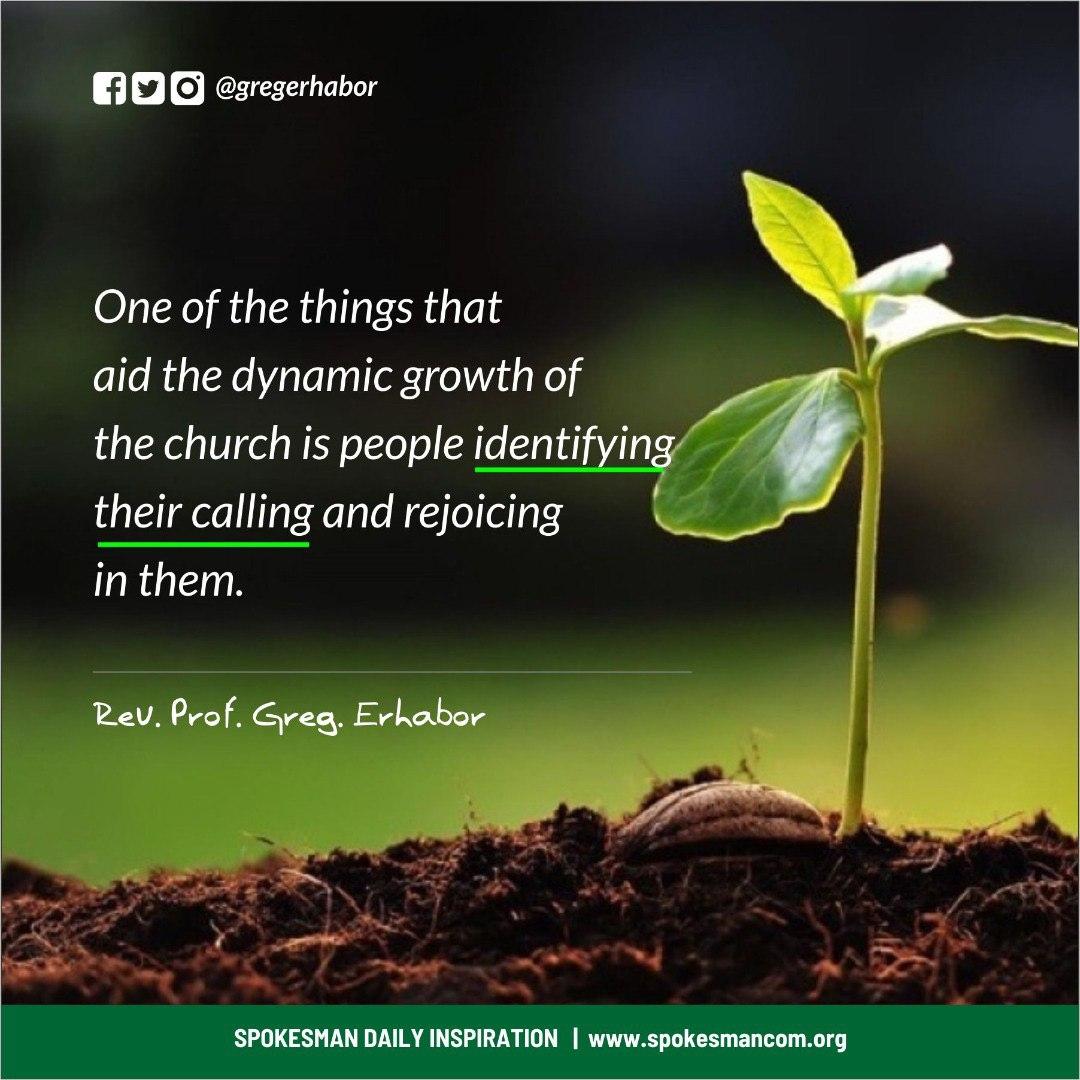 @gregerhabor
One of the things that
aid the dynamic growth of
the church is people identifying
their calling and rejoicing
in them.
Rev. Prof. Greg. Erhabor
SPOKESMAN DAILY INSPIRATION | www.spokesmancom.org